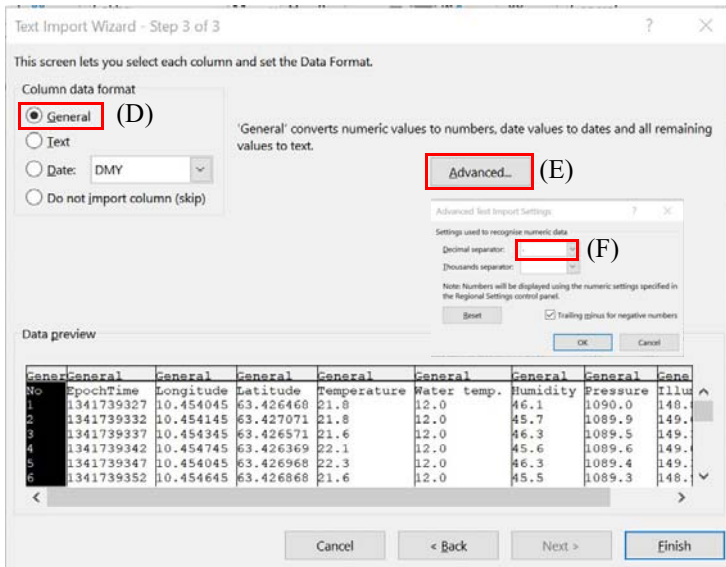 Text Import Wizard - Step 3 of 3 ? ×
This screen lets you select each column and set the Data Format.
Column data format
General (D)
Text
Date: DMY
Do not import column (skip)
'General' converts numeric values to numbers, date values to dates and all remaining
values to text.
Advanced... (E)
Advanced Text Import Settings ? ×
Settings used to recognise numeric data
Decimal separator: . (F)
Thousands separator:
Note: Numbers will be displayed using the numeric settings specified in
the Regional Settings control panel.
Reset Trailing minus for negative numbers
OK Cancel
Data preview
Gener General General General General General General General Gene
No EpochTime Longitude Latitude Temperature Water temp. Humidity Pressure Illu
1 1341739327 10.454045 63.426468 21.8 12.0 46.1 1090.0 148.
2 1341739332 10.454145 63.427071 21.8 12.0 45.7 1089.9 149.
3 1341739337 10.454345 63.426571 21.6 12.0 46.3 1089.5 149.
4 1341739342 10.454745 63.426369 22.1 12.0 45.6 1089.6 149.
5 1341739347 10.454045 63.426968 22.3 12.0 46.3 1089.4 149.
6 1341739352 10.454645 63.426868 21.6 12.0 45.5 1089.3 148.
Cancel < Back Next > Finish